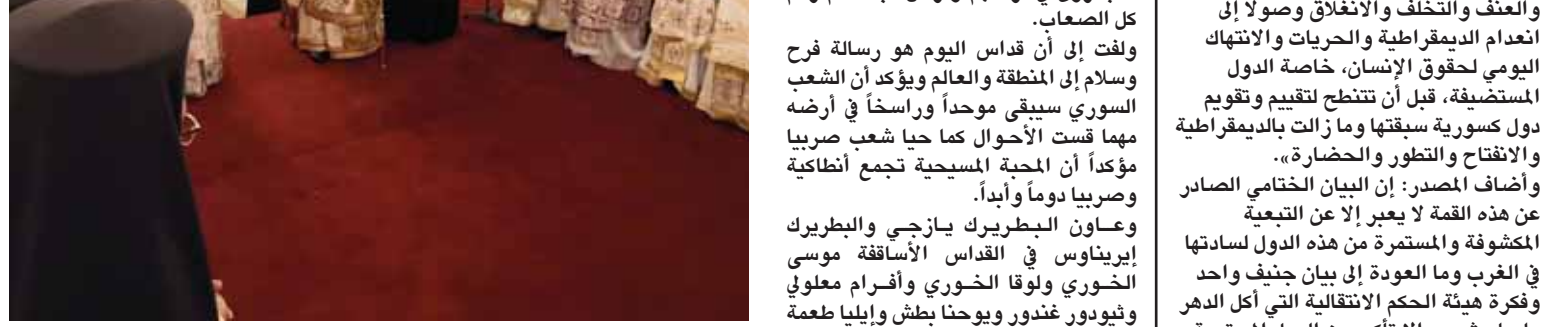 والعنف والتخلف والانغلاق وصولاً إلى
انعدام الديمقراطية والحريات والانتهاك
اليومي لحقوق الإنسان، خاصة الدول
المستضيفة، قبل أن تتنطح لتقييم وتقويم
دول كسورية سبقتها وما زالت بالديمقراطية
والانفتاح والتطور والحضارة».
وأضاف المصدر: إن البيان الختامي الصادر
عن هذه القمة لا يعبر إلا عن التبعية
المكشوفة والمستمرة من هذه الدول لسادتها
في الغرب وما العودة إلى بيان جنيف واحد
وفكرة هيئة الحكم الانتقالية التي أكل الدهر
كل الصعاب.
ولفت إلى أن قداس اليوم هو رسالة فرح
وسلام إلى المنطقة والعالم ويؤكد أن الشعب
السوري سيبقى موحداً وراسخاً في أرضه
مهما قست الأحوال كما حيا شعب صربيا
مؤكداً أن المحبة المسيحية تجمع أنطاكية
وصربيا دوماً وأبداً.
وعـاون الـبطريرك يـازجـي والبطريرك
إيريناوس في القداس الأساقفة موسى
الخـوري ولوقا الخـوري وأفـرام معلولي
وثيودور غندور ويوحنا بطش وإيليا طعمة